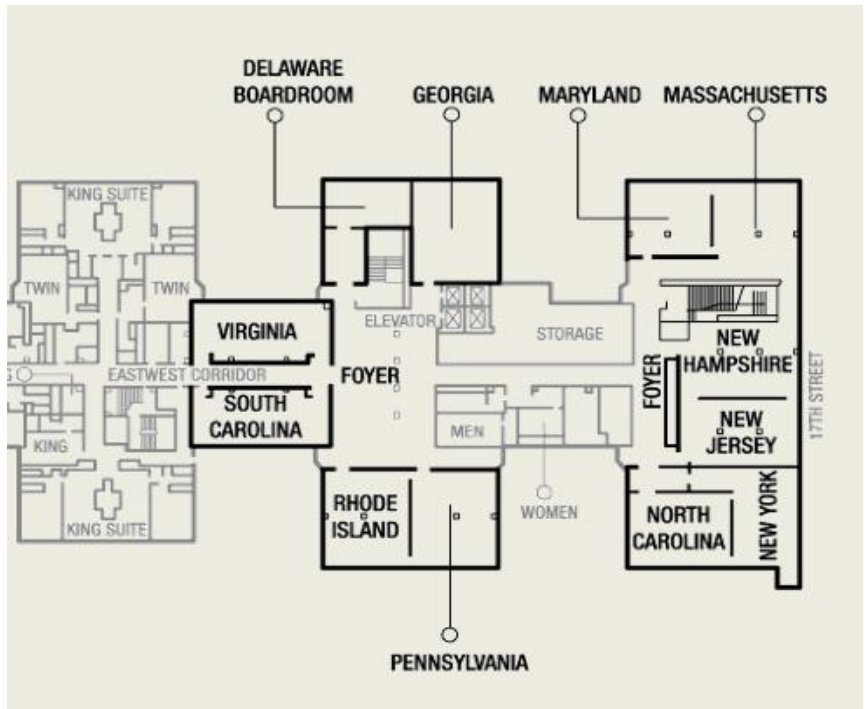 DELAWARE
BOARDROOM
GEORGIA
MARYLAND
MASSACHUSETTS
KING SUITE
TWIN
TWIN
ELEVATOR
STORAGE
VIRGINIA
EASTWEST CORRIDOR
FOYER
SOUTH
CAROLINA
KING
MEN
WOMEN
NEW
HAMPSHIRE
FOYER
17TH STREET
NEW
JERSEY
KING SUITE
RHODE
ISLAND
NORTH
CAROLINA
NEW YORK
PENNSYLVANIA